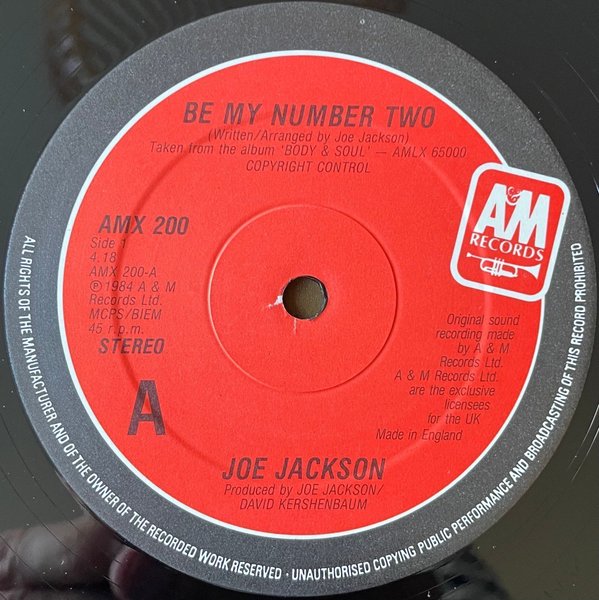 BE MY NUMBER TWO
(Written/Arranged by Joe Jackson)
Taken from the album 'BODY & SOUL' — AMLX 65000
COPYRIGHT CONTROL
A&M
RECORDS
AMX 200
Side 1
4.18
AMX 200-A
Ⓟ 1984 A & M
Records Ltd.
MCPS/BIEM
45 r.p.m.
STEREO
A
Original sound
recording made
by A & M
Records Ltd.
A & M Records Ltd.
are the exclusive
licensees
for the UK
Made in England
JOE JACKSON
Produced by JOE JACKSON/
DAVID KERSHENBAUM
ALL RIGHTS OF THE MANUFACTURER AND OF THE OWNER OF THE RECORDED WORK RESERVED · UNAUTHORISED COPYING PUBLIC PERFORMANCE AND BROADCASTING OF THIS RECORD PROHIBITED